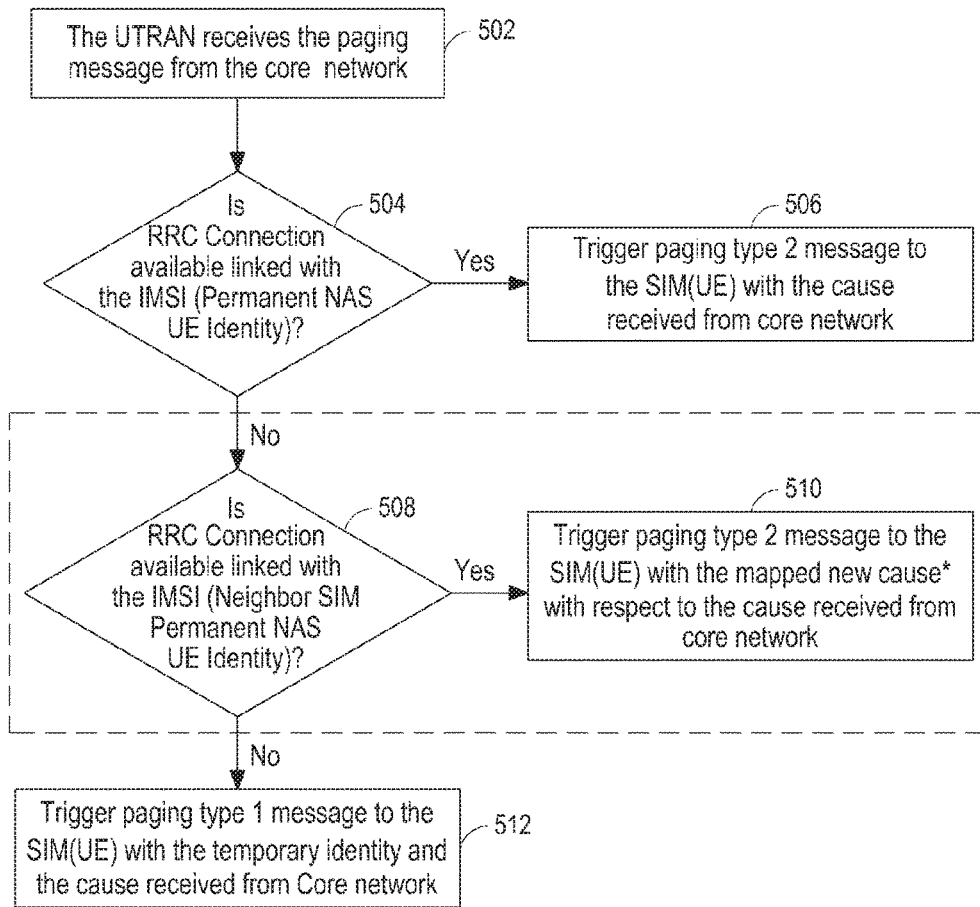 The UTRAN receives the paging
message from the core network
502
Is
RRC Connection
available linked with
the IMSI (Permanent NAS
UE Identity)?
504
Yes
506
Trigger paging type 2 message to
the SIM(UE) with the cause
received from core network
No
Is
RRC Connection
available linked with
the IMSI (Neighbor SIM
Permanent NAS
UE Identity)?
508
Yes
510
Trigger paging type 2 message to the
SIM(UE) with the mapped new cause*
with respect to the cause received from
core network
No
Trigger paging type 1 message to the
SIM(UE) with the temporary identity and
the cause received from Core network
512